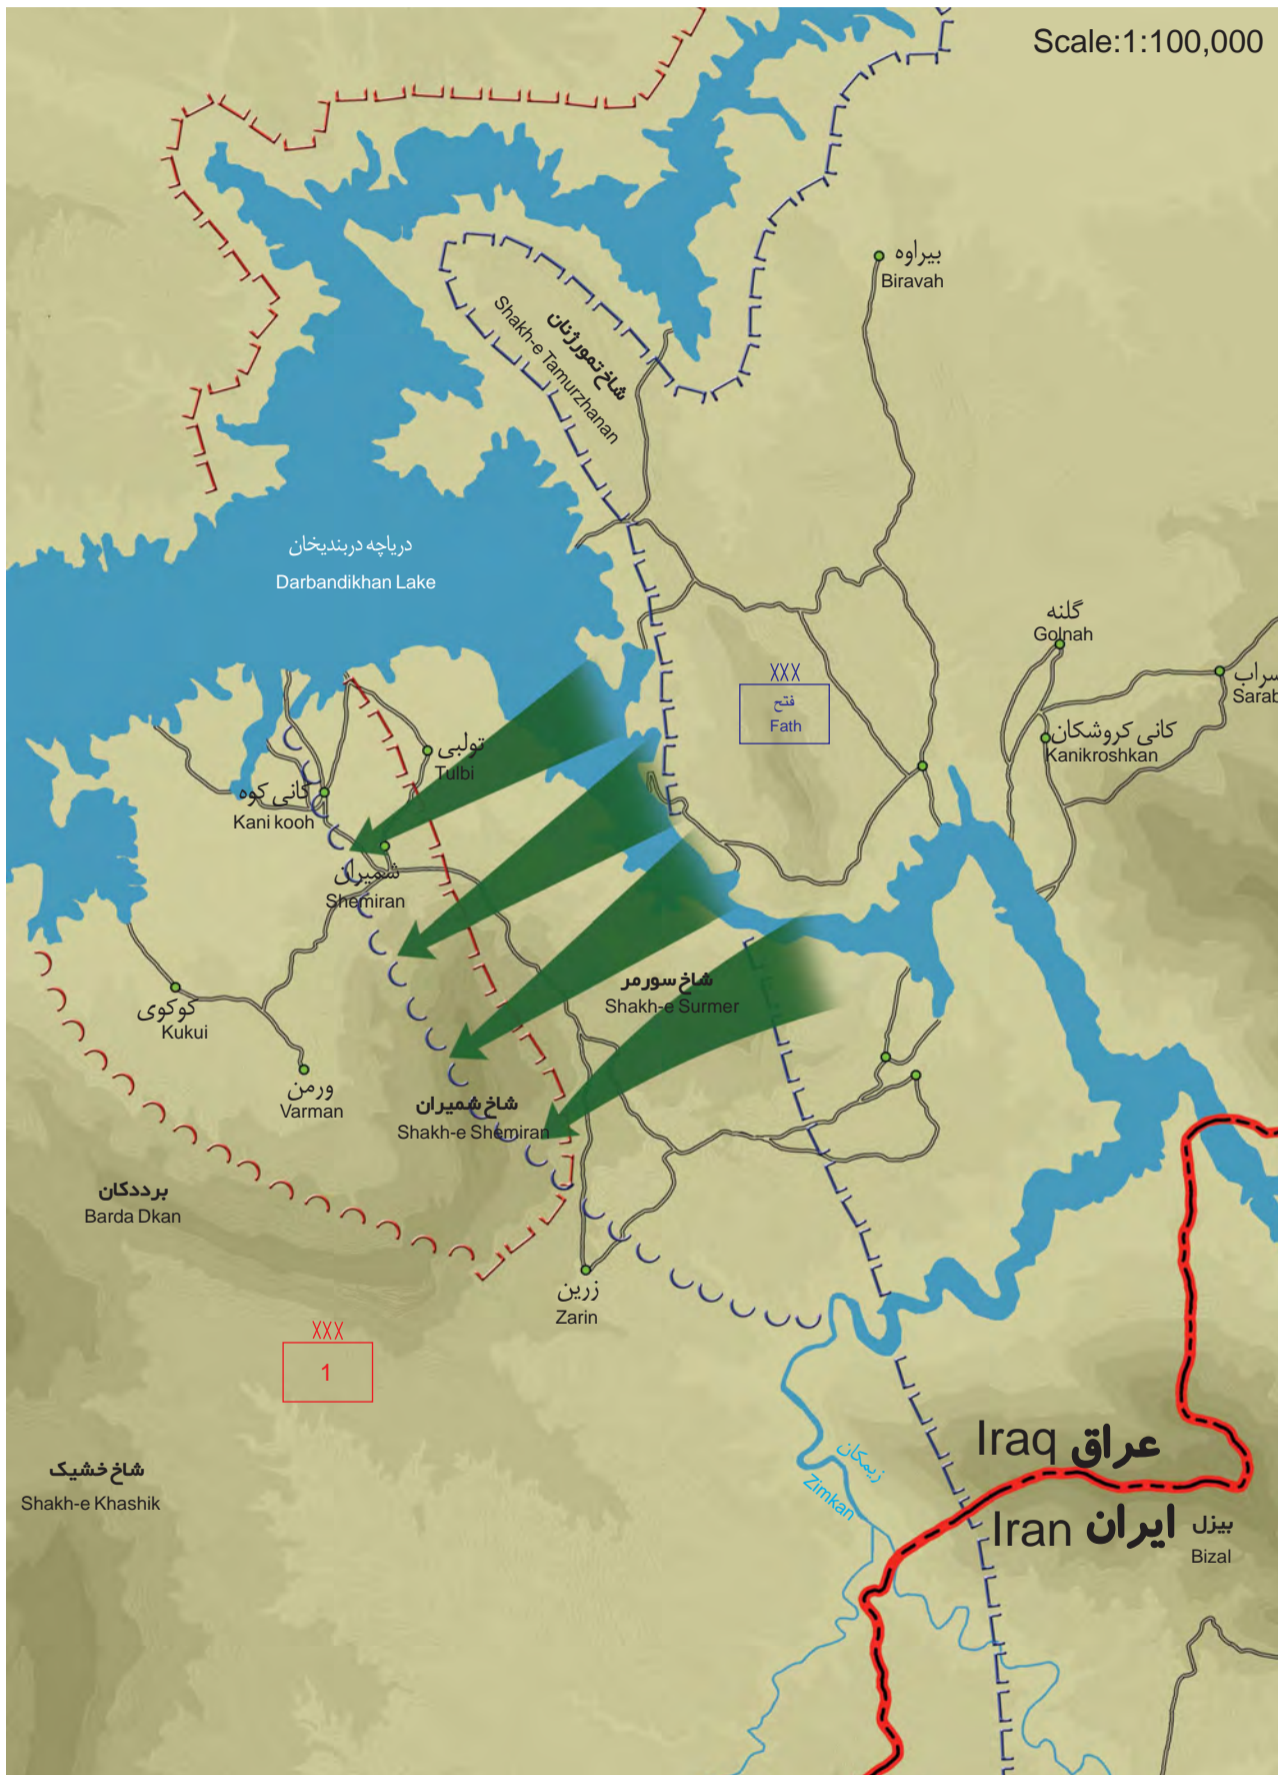 Scale:1:100,000
بیراوه
Biravah
شاخ تمورژنان
Shakh-e Tamurzhanan
دریاچه دربندیخان
Darbandikhan Lake
گلنه
Golnah
سراب
Sarab
XXX
فتح
Fath
کانی کروشکان
Kanikroshkan
تولبی
Tulbi
کانی کوه
Kani kooh
شمیران
Shemiran
شاخ سورمر
Shakh-e Surmer
کوکوی
Kukui
ورمن
Varman
شاخ شمیران
Shakh-e Shemiran
برددکان
Barda Dkan
زرین
Zarin
XXX
1
Iraq عراق
زیمکان
Zimkan
شاخ خشیک
Shakh-e Khashik
Iran ایران
بیزل
Bizal